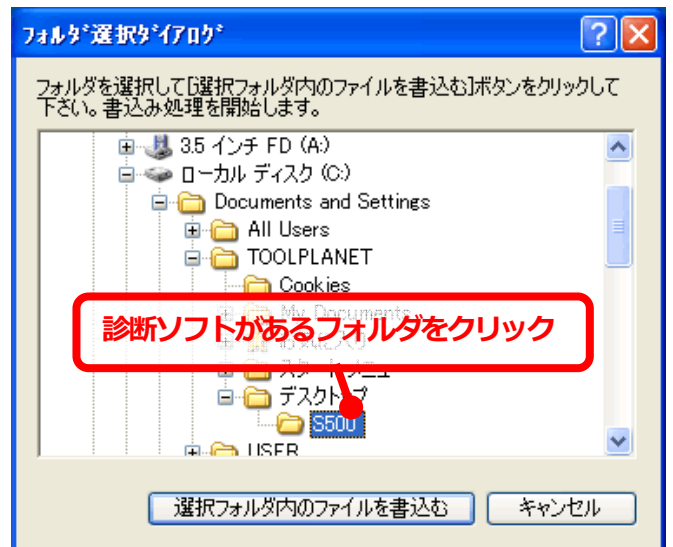 ﾌｫﾙﾀﾞ選択ﾀﾞｲｱﾛｸﾞ
フォルダを選択して[選択フォルダ内のファイルを書込む]ボタンをクリックして
下さい。書込み処理を開始します。
3.5 インチ FD (A:)
ローカル ディスク (C:)
Documents and Settings
All Users
TOOLPLANET
Cookies
My Documents
診断ソフトがあるフォルダをクリック
デスクトップ
S500
USER
選択フォルダ内のファイルを書込む
キャンセル